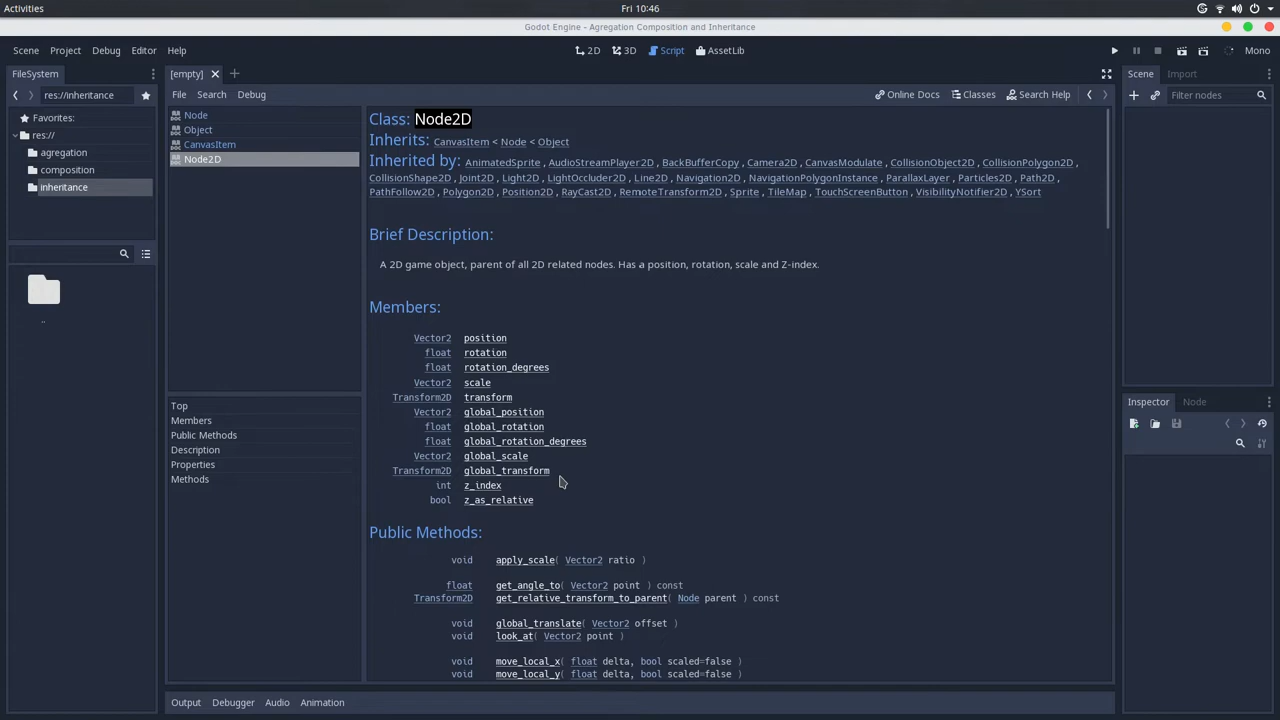 Activities
Fri 10:46
Godot Engine - Agregation Composition and Inheritance
Scene Project Debug Editor Help
2D 3D Script AssetLib
Mono
FileSystem
[empty]
Scene Import
res://inheritance
File Search Debug
Online Docs Classes Search Help
Filter nodes
Favorites:
res://
agregation
composition
inheritance
..
Node
Object
CanvasItem
Node2D
Top
Members
Public Methods
Description
Properties
Methods
Class: Node2D
Inherits: CanvasItem < Node < Object
Inherited by: AnimatedSprite , AudioStreamPlayer2D , BackBufferCopy , Camera2D , CanvasModulate , CollisionObject2D , CollisionPolygon2D ,
CollisionShape2D , Joint2D , Light2D , LightOccluder2D , Line2D , Navigation2D , NavigationPolygonInstance , ParallaxLayer , Particles2D , Path2D ,
PathFollow2D , Polygon2D , Position2D , RayCast2D , RemoteTransform2D , Sprite , TileMap , TouchScreenButton , VisibilityNotifier2D , YSort
Brief Description:
A 2D game object, parent of all 2D related nodes. Has a position, rotation, scale and Z-index.
Members:
Vector2 position
float rotation
float rotation_degrees
Vector2 scale
Transform2D transform
Vector2 global_position
float global_rotation
float global_rotation_degrees
Vector2 global_scale
Transform2D global_transform
int z_index
bool z_as_relative
Public Methods:
void apply_scale( Vector2 ratio )
float get_angle_to( Vector2 point ) const
Transform2D get_relative_transform_to_parent( Node parent ) const
void global_translate( Vector2 offset )
void look_at( Vector2 point )
void move_local_x( float delta, bool scaled=false )
void move_local_y( float delta, bool scaled=false )
Inspector Node
Output Debugger Audio Animation